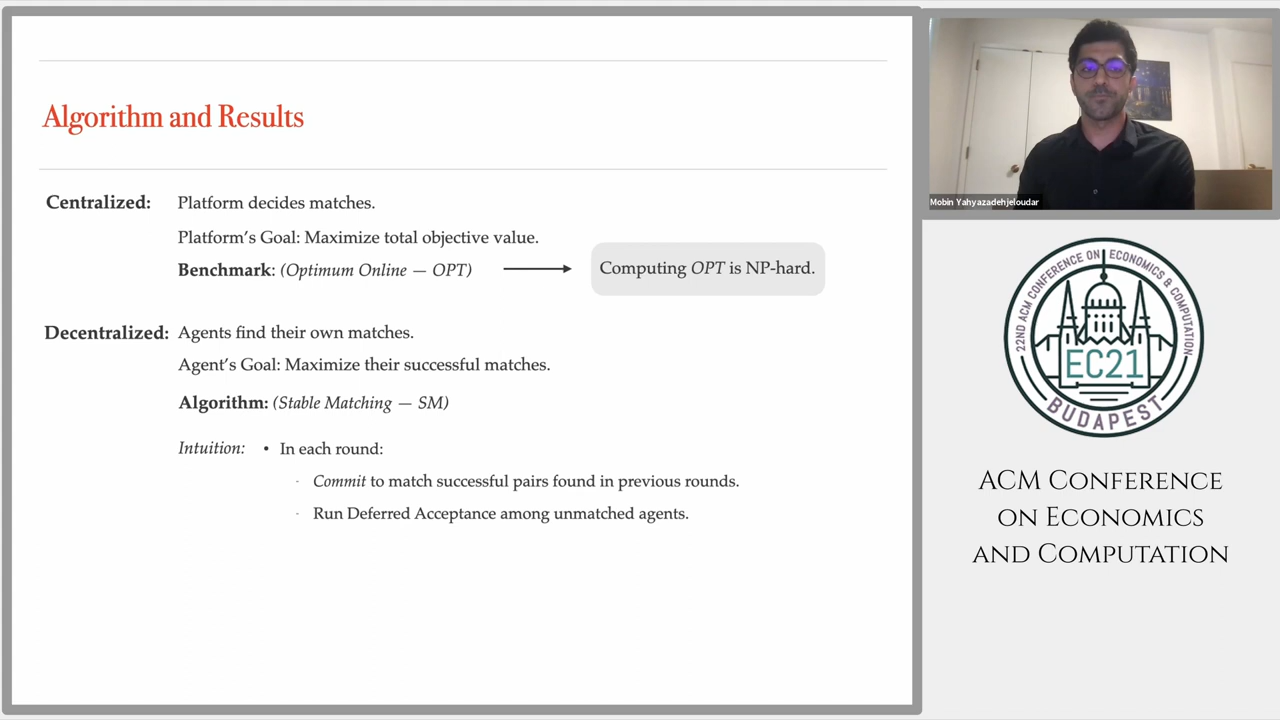 Algorithm and Results
Centralized: Platform decides matches.
Platform's Goal: Maximize total objective value.
Benchmark: (Optimum Online — OPT)
Computing OPT is NP-hard.
Decentralized: Agents find their own matches.
Agent's Goal: Maximize their successful matches.
Algorithm: (Stable Matching — SM)
Intuition: • In each round:
- Commit to match successful pairs found in previous rounds.
- Run Deferred Acceptance among unmatched agents.
Mobin Yahyazadehjeloudar
22ND ACM CONFERENCE ON ECONOMICS & COMPUTATION
EC21
BUDAPEST
ACM Conference
on Economics
and Computation